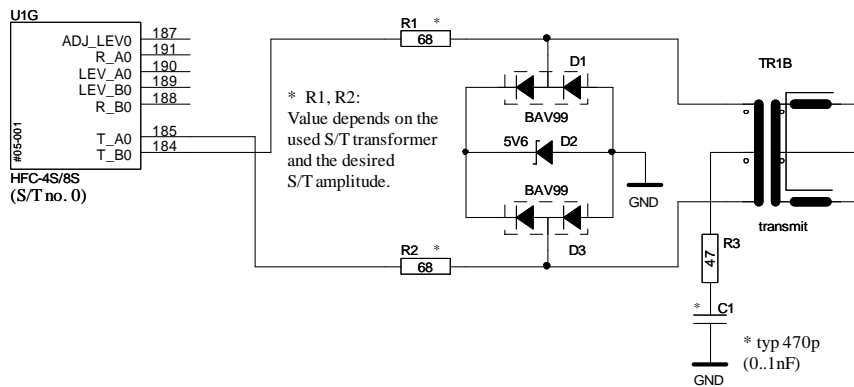 U1G
ADJ_LEV0 187
R_A0 191
LEV_A0 190
LEV_B0 189
R_B0 188
T_A0 185
T_B0 184
#05-001
HFC-4S/8S
(S/T no. 0)
R1 *
68
* R1, R2:
Value depends on the
used S/T transformer
and the desired
S/T amplitude.
R2 *
68
D1
BAV99
5V6 D2
BAV99
D3
GND
TR1B
transmit
R3
47
* C1
* typ 470p
(0..1nF)
GND